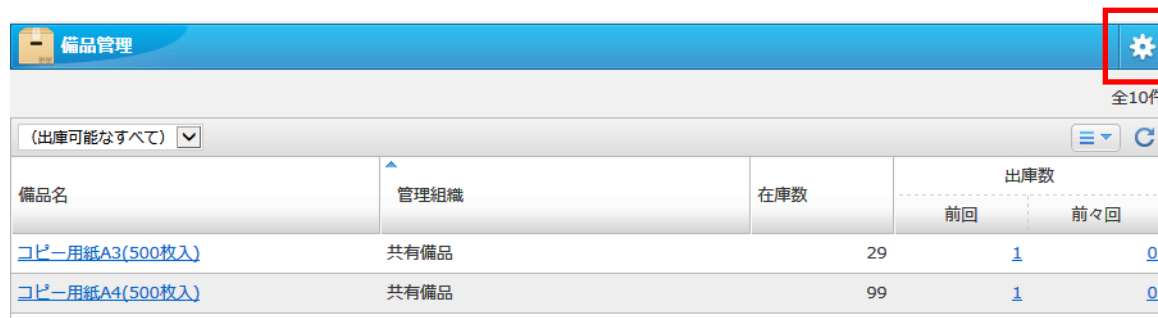 備品管理
全10件
(出庫可能なすべて)
備品名 管理組織 在庫数 出庫数
前回 前々回
コピー用紙A3(500枚入) 共有備品 29 1 0
コピー用紙A4(500枚入) 共有備品 99 1 0